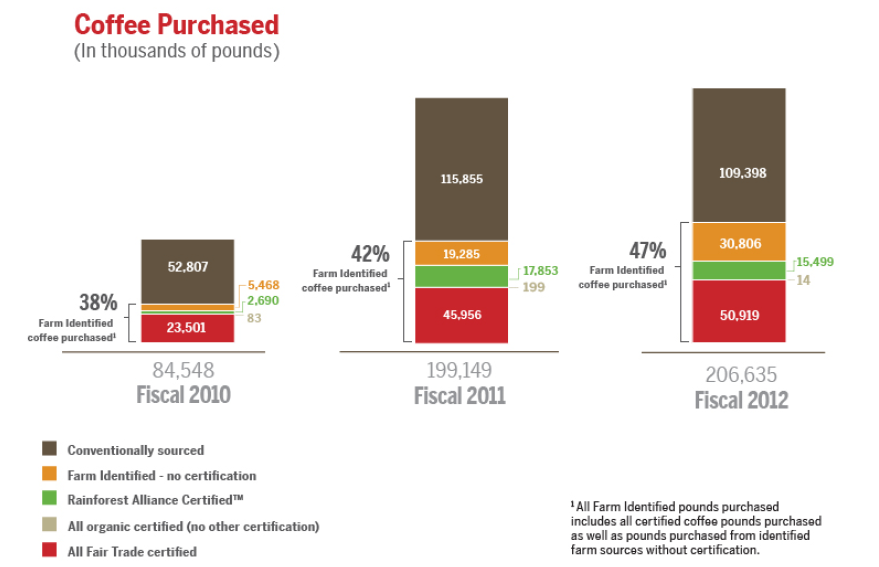 Coffee Purchased
(In thousands of pounds)
52,807
5,468
2,690
83
23,501
38%
Farm Identified
coffee purchased¹
84,548
Fiscal 2010
115,855
19,285
17,853
199
45,956
42%
Farm Identified
coffee purchased¹
199,149
Fiscal 2011
109,398
30,806
15,499
14
50,919
47%
Farm Identified
coffee purchased¹
206,635
Fiscal 2012
Conventionally sourced
Farm Identified - no certification
Rainforest Alliance Certified™
All organic certified (no other certification)
All Fair Trade certified
¹ All Farm Identified pounds purchased
includes all certified coffee pounds purchased
as well as pounds purchased from identified
farm sources without certification.